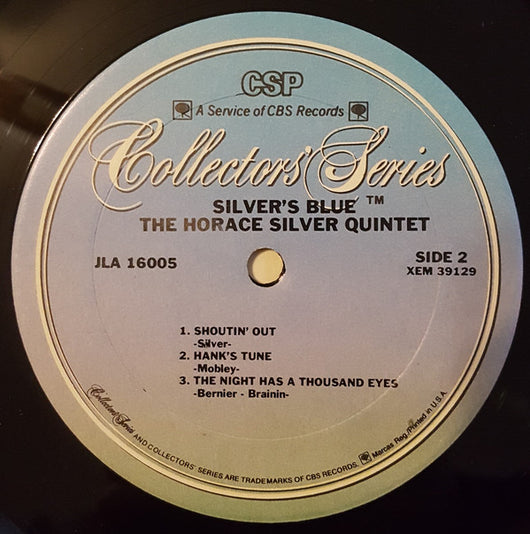 CSP
A Service of CBS Records
Collectors' Series
SILVER'S BLUE ™
THE HORACE SILVER QUINTET
JLA 16005
SIDE 2
XEM 39129
1. SHOUTIN' OUT
-Silver-
2. HANK'S TUNE
-Mobley-
3. THE NIGHT HAS A THOUSAND EYES
-Bernier - Brainin-
Collectors' Series AND COLLECTORS' SERIES ARE TRADEMARKS OF CBS RECORDS. Marcas Reg./Printed in U.S.A.